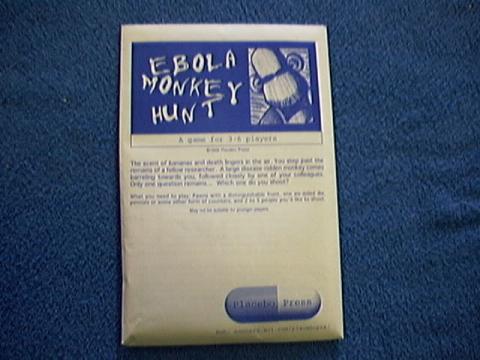 EBOLA
MONKEY
HUNT
A game for 3-6 players
The scent of bananas and death lingers in the air. You step past the
remains of a fellow researcher. A large disease ridden monkey comes
barreling towards you, followed closely by one of your colleagues.
Only one question remains... Which one do you shoot?
What you need to play: Pawns with a distinguishable front, one six-sided die,
pennies or some other form of counters, and 2 to 5 people you'd like to shoot.
May not be suitable for younger players
Placebo Press